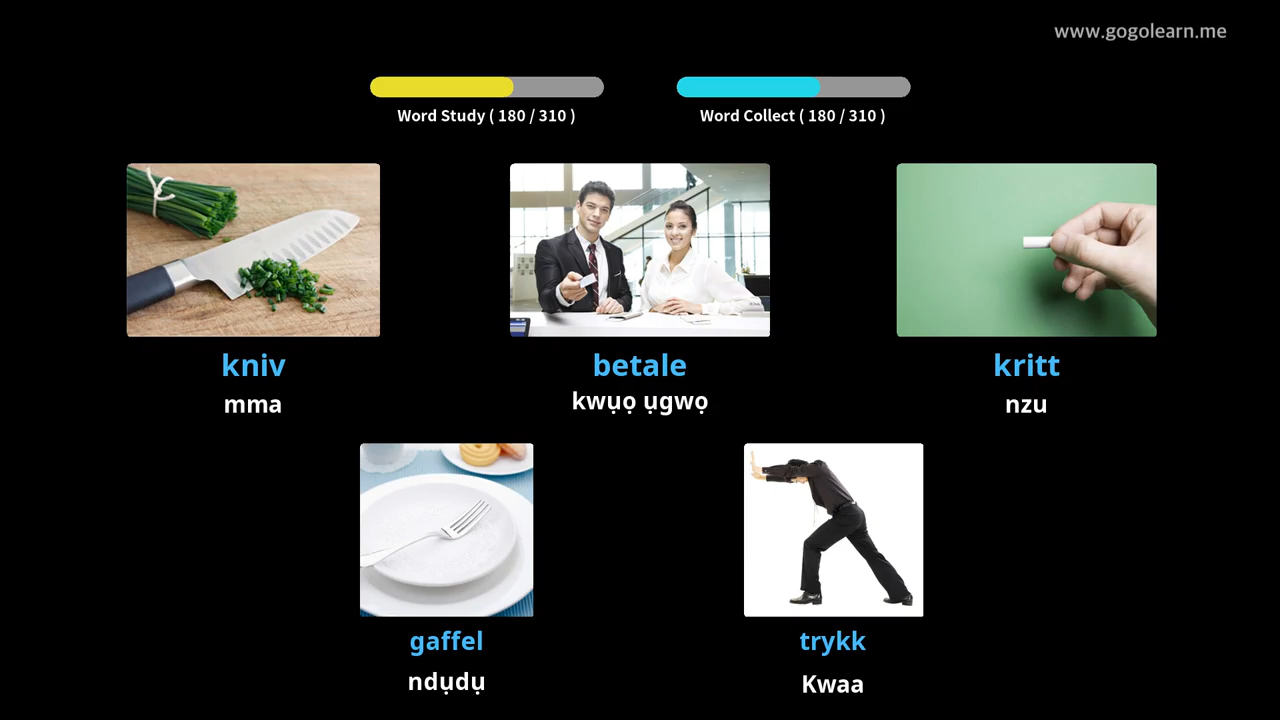 www.gogolearn.me
Word Study ( 180 / 310 )
Word Collect ( 180 / 310 )
kniv
mma
betale
kwụọ ụgwọ
kritt
nzu
gaffel
ndụdụ
trykk
Kwaa